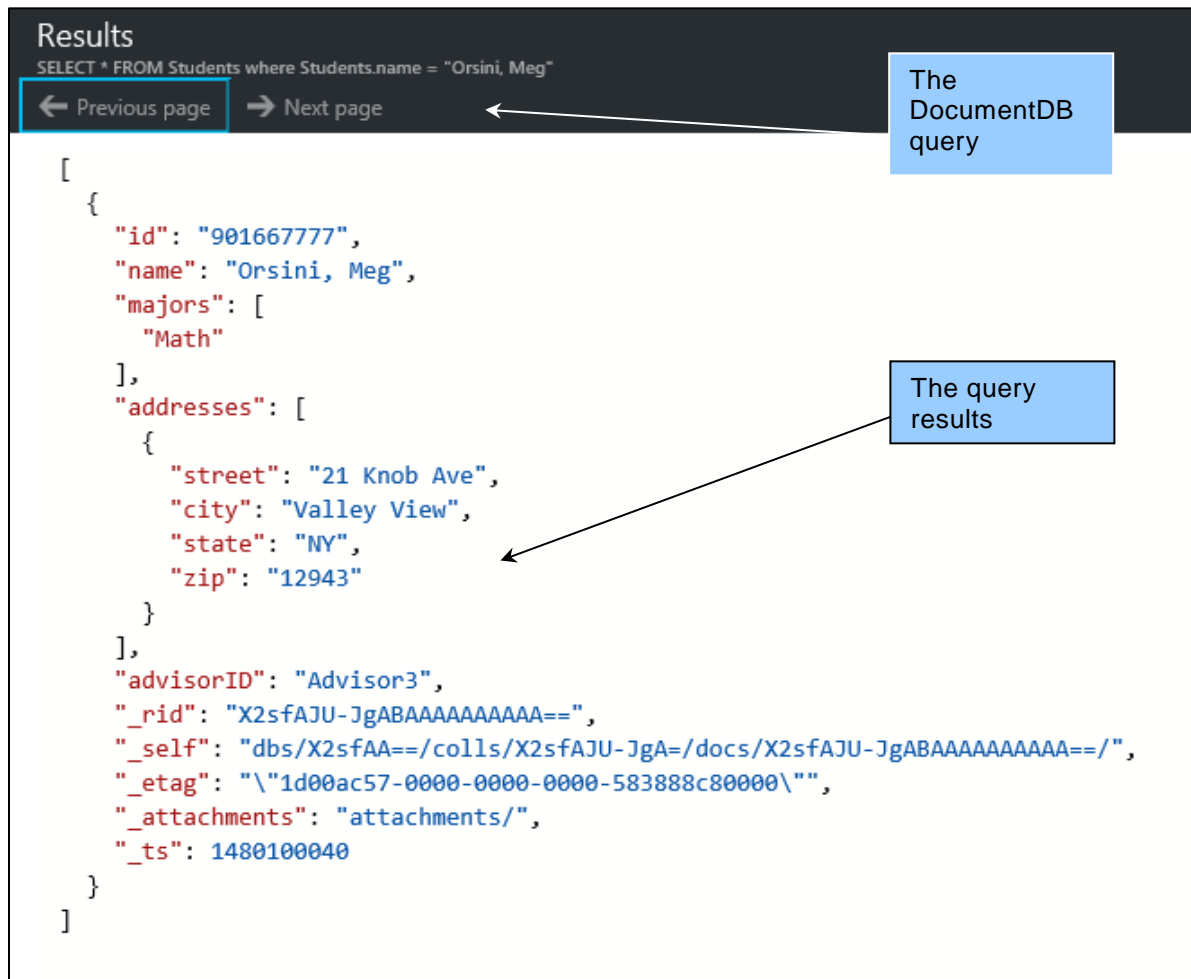 Results
SELECT * FROM Students where Students.name = "Orsini, Meg"
← Previous page → Next page
The
DocumentDB
query
[
{
"id": "901667777",
"name": "Orsini, Meg",
"majors": [
"Math"
],
"addresses": [
{
"street": "21 Knob Ave",
"city": "Valley View",
"state": "NY",
"zip": "12943"
}
],
The query
results
"advisorID": "Advisor3",
"_rid": "X2sfAJU-JgABAAAAAAAAAA==",
"_self": "dbs/X2sfAA==/colls/X2sfAJU-JgA=/docs/X2sfAJU-JgABAAAAAAAAAA==/",
"_etag": "\"1d00ac57-0000-0000-0000-583888c80000\"",
"_attachments": "attachments/",
"_ts": 1480100040
}
]